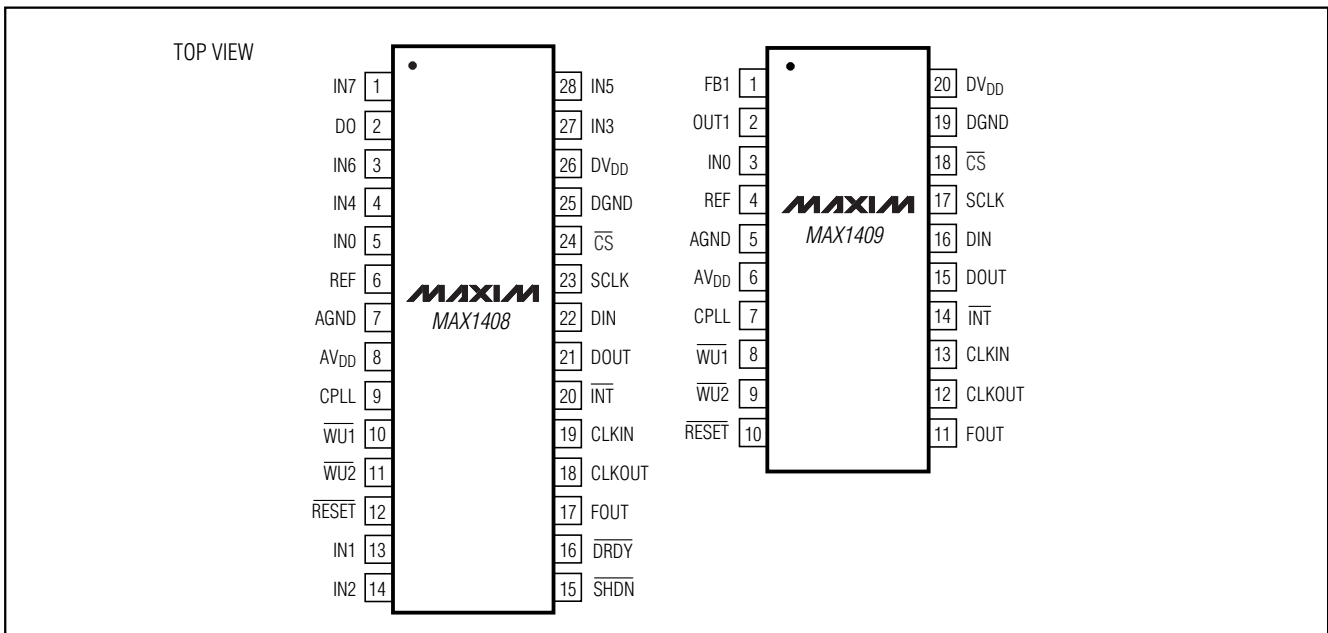 TOP VIEW
IN7 1
DO 2
IN6 3
IN4 4
IN0 5
REF 6
AGND 7
AVDD 8
CPLL 9
WU1 10
WU2 11
RESET 12
IN1 13
IN2 14
MAXIM
MAX1408
28 IN5
27 IN3
26 DVDD
25 DGND
24 CS
23 SCLK
22 DIN
21 DOUT
20 INT
19 CLKIN
18 CLKOUT
17 FOUT
16 DRDY
15 SHDN
FB1 1
OUT1 2
IN0 3
REF 4
AGND 5
AVDD 6
CPLL 7
WU1 8
WU2 9
RESET 10
MAXIM
MAX1409
20 DVDD
19 DGND
18 CS
17 SCLK
16 DIN
15 DOUT
14 INT
13 CLKIN
12 CLKOUT
11 FOUT